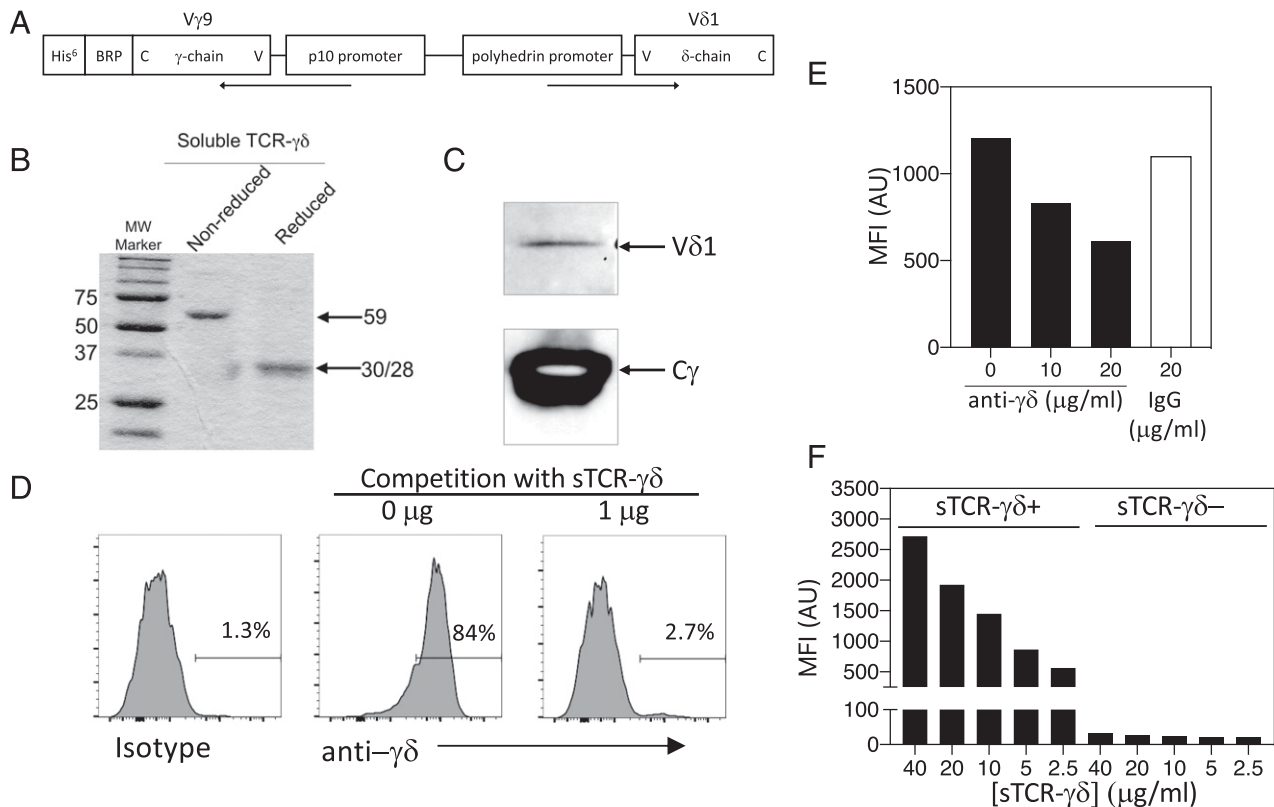 A
Vγ9
Vδ1
His⁶ BRP C γ-chain V p10 promoter polyhedrin promoter V δ-chain C
B
Soluble TCR-γδ
MW Marker Non-reduced Reduced
75
50
37
25
59
30/28
C
Vδ1
Cγ
D
Competition with sTCR-γδ
0 μg 1 μg
1.3%
84%
2.7%
Isotype
anti–γδ
E
MFI (AU)
1500
1000
500
0
0 10 20 20
anti-γδ (μg/ml) IgG
(μg/ml)
F
MFI (AU)
3500
3000
2500
2000
1500
1000
500
100
0
sTCR-γδ+ sTCR-γδ–
40 20 10 5 2.5 40 20 10 5 2.5
[sTCR-γδ] (μg/ml)